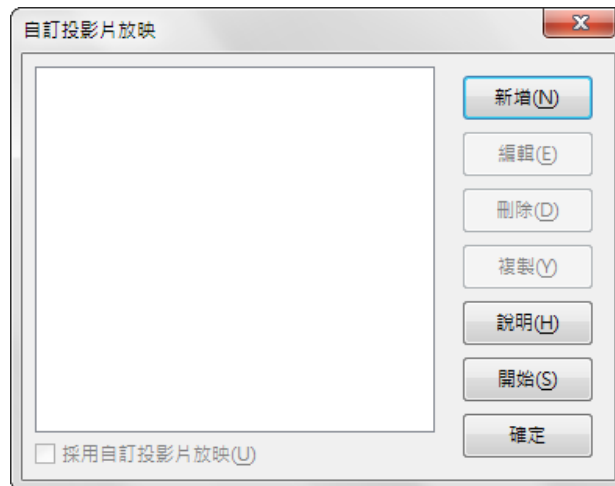 自訂投影片放映
新增(N)
編輯(E)
刪除(D)
複製(Y)
說明(H)
開始(S)
確定
採用自訂投影片放映(U)